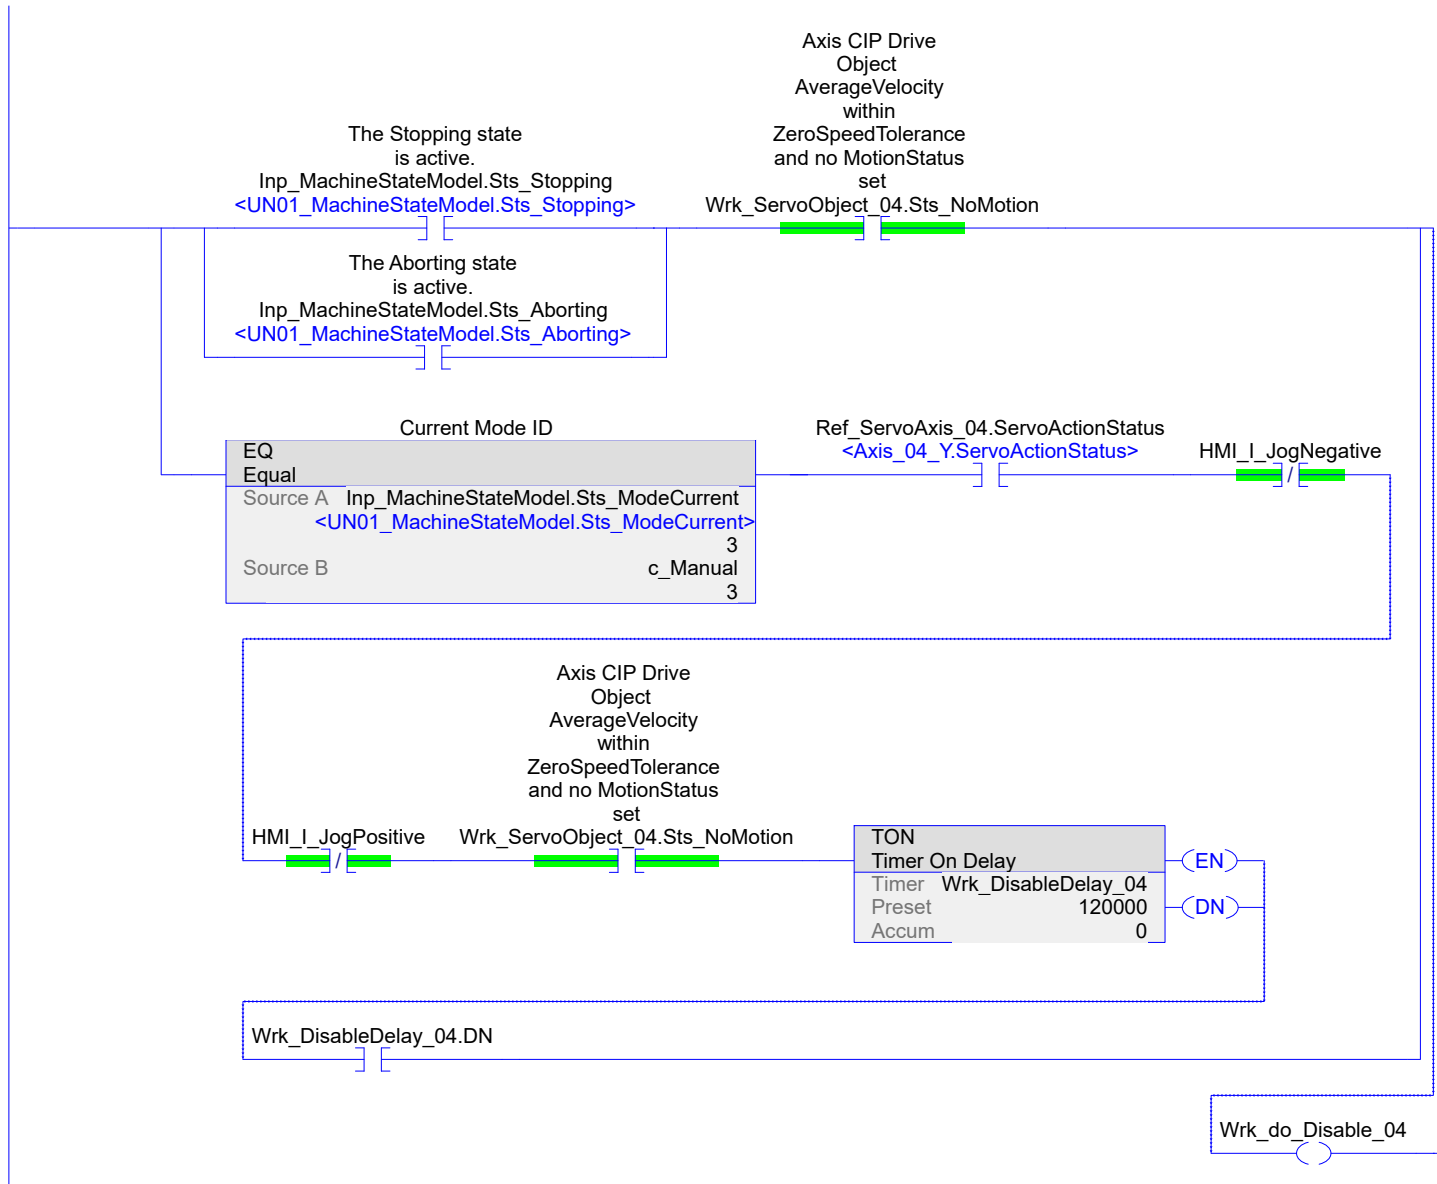 Axis CIP Drive
Object
AverageVelocity
within
ZeroSpeedTolerance
and no MotionStatus
set
Wrk_ServoObject_04.Sts_NoMotion
The Stopping state
is active.
Inp_MachineStateModel.Sts_Stopping
<UN01_MachineStateModel.Sts_Stopping>
The Aborting state
is active.
Inp_MachineStateModel.Sts_Aborting
<UN01_MachineStateModel.Sts_Aborting>
Current Mode ID
EQ
Equal
Source A Inp_MachineStateModel.Sts_ModeCurrent
<UN01_MachineStateModel.Sts_ModeCurrent>
3
Source B c_Manual
3
Ref_ServoAxis_04.ServoActionStatus
<Axis_04_Y.ServoActionStatus>
HMI_I_JogNegative
/
HMI_I_JogPositive
/
Axis CIP Drive
Object
AverageVelocity
within
ZeroSpeedTolerance
and no MotionStatus
set
Wrk_ServoObject_04.Sts_NoMotion
TON
Timer On Delay
Timer Wrk_DisableDelay_04
Preset 120000
Accum 0
EN
DN
Wrk_DisableDelay_04.DN
Wrk_do_Disable_04